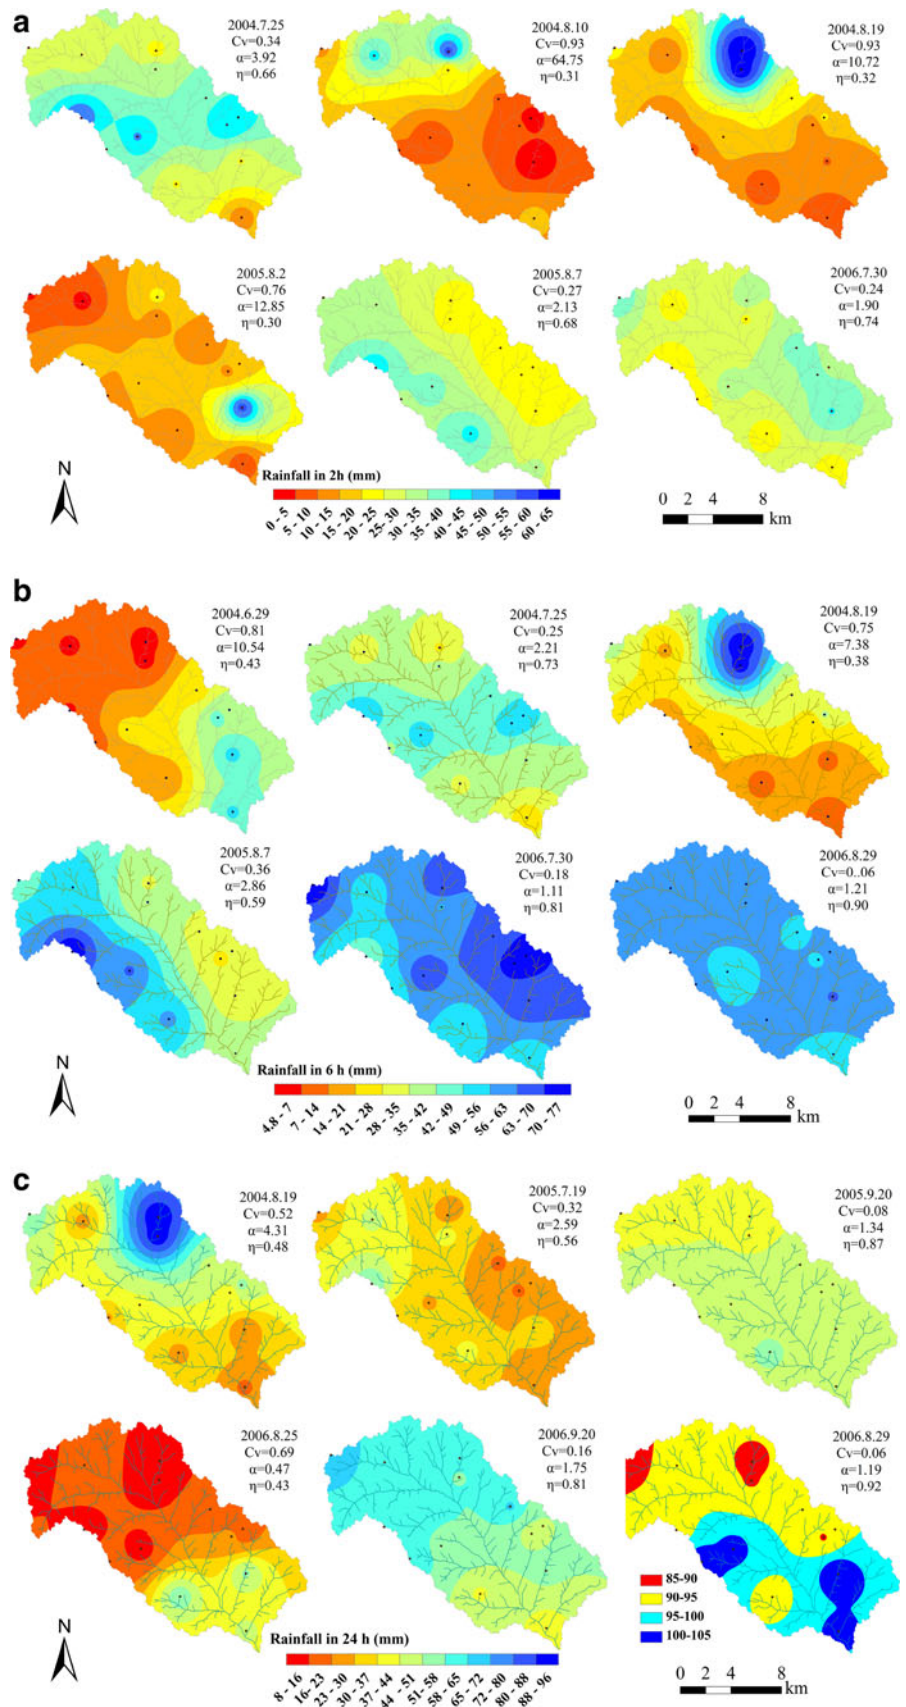 a
2004.7.25
Cv=0.34
α=3.92
η=0.66
2004.8.10
Cv=0.93
α=64.75
η=0.31
2004.8.19
Cv=0.93
α=10.72
η=0.32
2005.8.2
Cv=0.76
α=12.85
η=0.30
2005.8.7
Cv=0.27
α=2.13
η=0.68
2006.7.30
Cv=0.24
α=1.90
η=0.74
N
Rainfall in 2h (mm)
0 - 5
5 - 10
10 - 15
15 - 20
20 - 25
25- 30
30 - 35
35 - 40
40 - 45
45 - 50
50 - 55
55 - 60
60 - 65
0 2 4 8
km
b
2004.6.29
Cv=0.81
α=10.54
η=0.43
2004.7.25
Cv=0.25
α=2.21
η=0.73
2004.8.19
Cv=0.75
α=7.38
η=0.38
2005.8.7
Cv=0.36
α=2.86
η=0.59
2006.7.30
Cv=0.18
α=1.11
η=0.81
2006.8.29
Cv=0..06
α=1.21
η=0.90
N
Rainfall in 6 h (mm)
4.8 - 7
7 - 14
14 - 21
21 - 28
28 - 35
35 - 42
42 - 49
49 - 56
56 - 63
63 - 70
70 - 77
0 2 4 8
km
c
2004.8.19
Cv=0.52
α=4.31
η=0.48
2005.7.19
Cv=0.32
α=2.59
η=0.56
2005.9.20
Cv=0.08
α=1.34
η=0.87
2006.8.25
Cv=0.69
α=0.47
η=0.43
2006.9.20
Cv=0.16
α=1.75
η=0.81
2006.8.29
Cv=0.06
α=1.19
η=0.92
85-90
90-95
95-100
100-105
N
Rainfall in 24 h (mm)
8 - 16
16 - 23
23 - 30
30 - 37
37 - 44
44 - 51
51 - 58
58 - 65
65 - 72
72 - 80
80 - 88
88 - 96
0 2 4 8
km